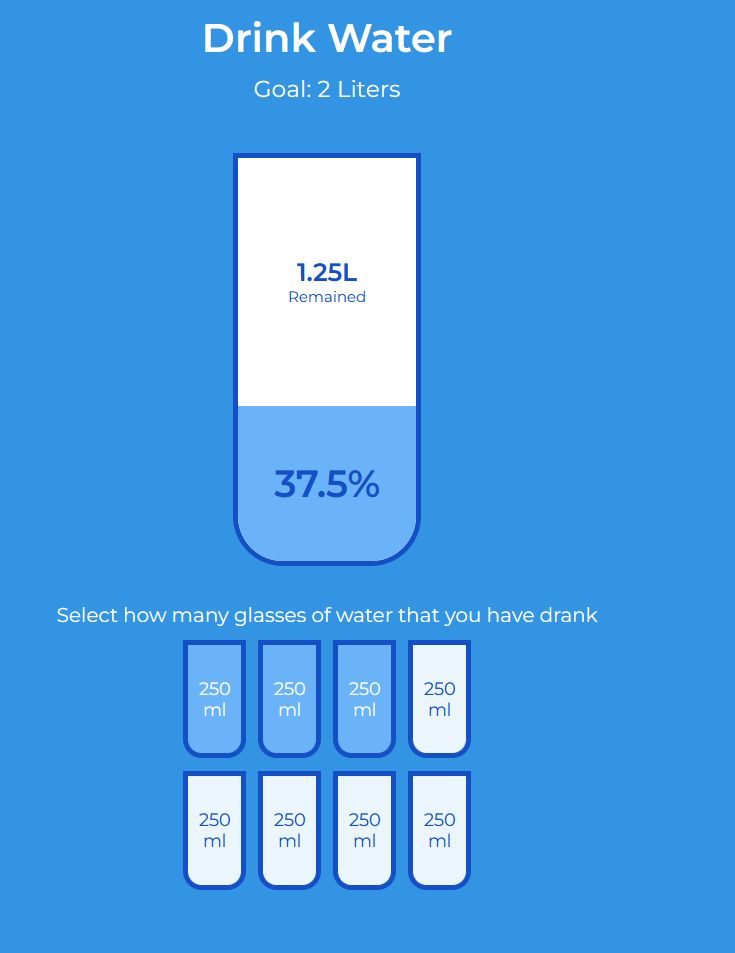 Drink Water
Goal: 2 Liters
1.25L
Remained
37.5%
Select how many glasses of water that you have drank
250 250 250 250
ml ml ml ml
250 250 250 250
ml ml ml ml